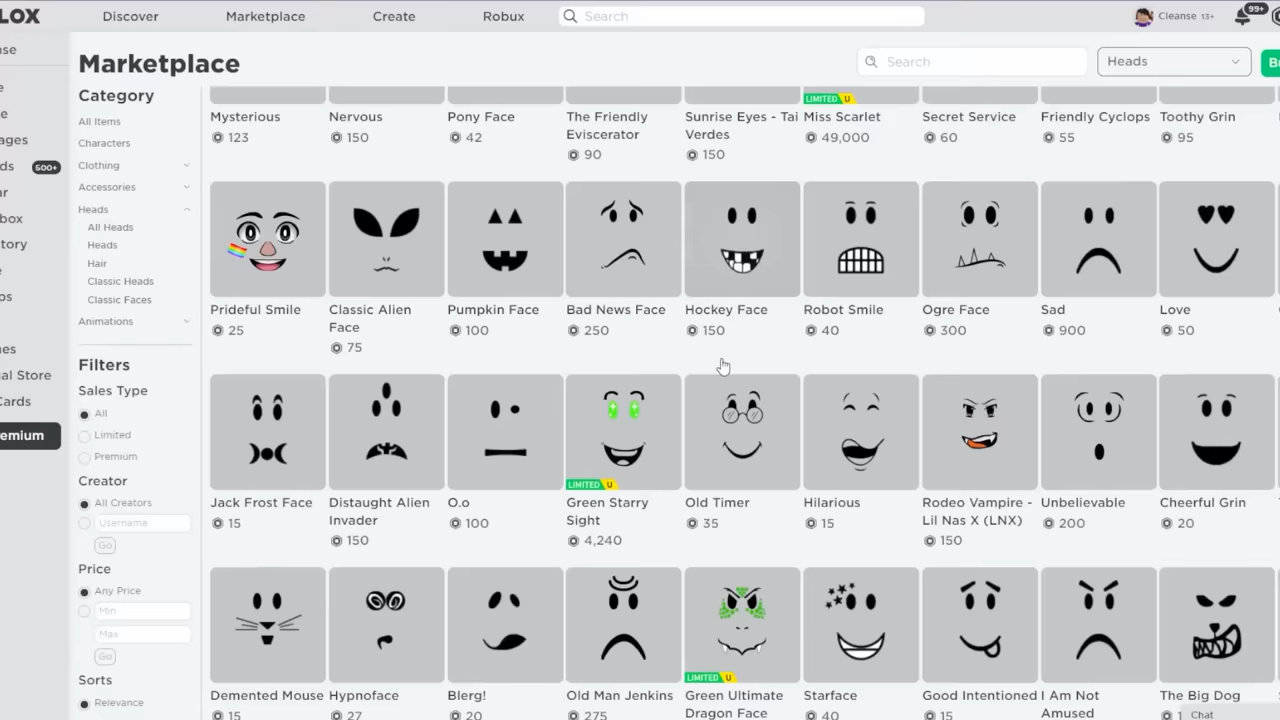 LOX Discover Marketplace Create Robux Search Cleanse 13+ 99+
Marketplace Search Heads
Category
All Items
Characters
Clothing
Accessories
Heads
All Heads
Heads
Hair
Classic Heads
Classic Faces
Animations
Filters
Sales Type
All
Limited
Premium
Creator
All Creators
Username
Go
Price
Any Price
Min
Max
Go
Sorts
Relevance
500+
LIMITED U
Mysterious Nervous Pony Face The Friendly Eviscerator Sunrise Eyes - Tai Verdes Miss Scarlet Secret Service Friendly Cyclops Toothy Grin
123 150 42 90 150 49,000 60 55 95
Prideful Smile Classic Alien Face Pumpkin Face Bad News Face Hockey Face Robot Smile Ogre Face Sad Love
25 75 100 250 150 40 300 900 50
LIMITED U
Jack Frost Face Distaught Alien Invader O.o Green Starry Sight Old Timer Hilarious Rodeo Vampire - Lil Nas X (LNX) Unbelievable Cheerful Grin
15 150 100 4,240 35 15 150 200 20
LIMITED U
Demented Mouse Hypnoface Blerg! Old Man Jenkins Green Ultimate Dragon Face Starface Good Intentioned I Am Not Amused The Big Dog
15 27 20 275 40 15
Chat